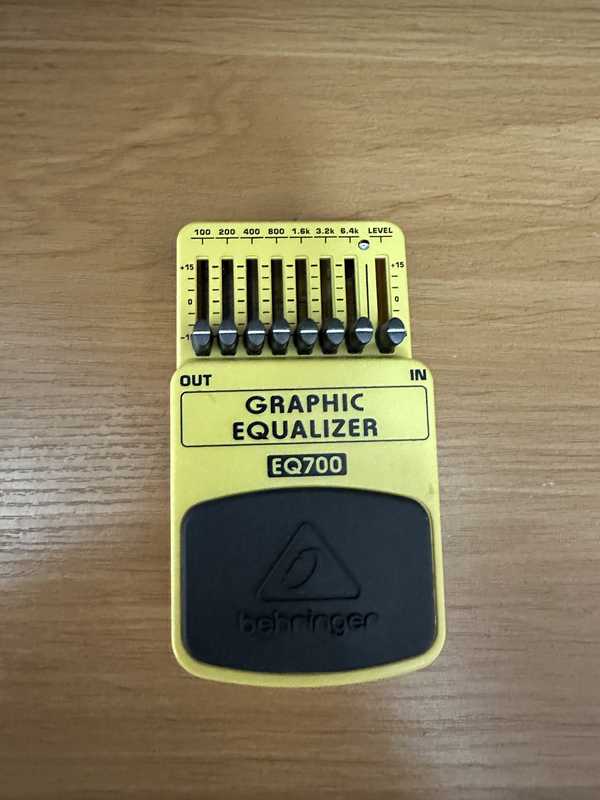 100 200 400 800 1.6k 3.2k 6.4k LEVEL
+15 +15
0 0
OUT IN
GRAPHIC
EQUALIZER
EQ700
behringer